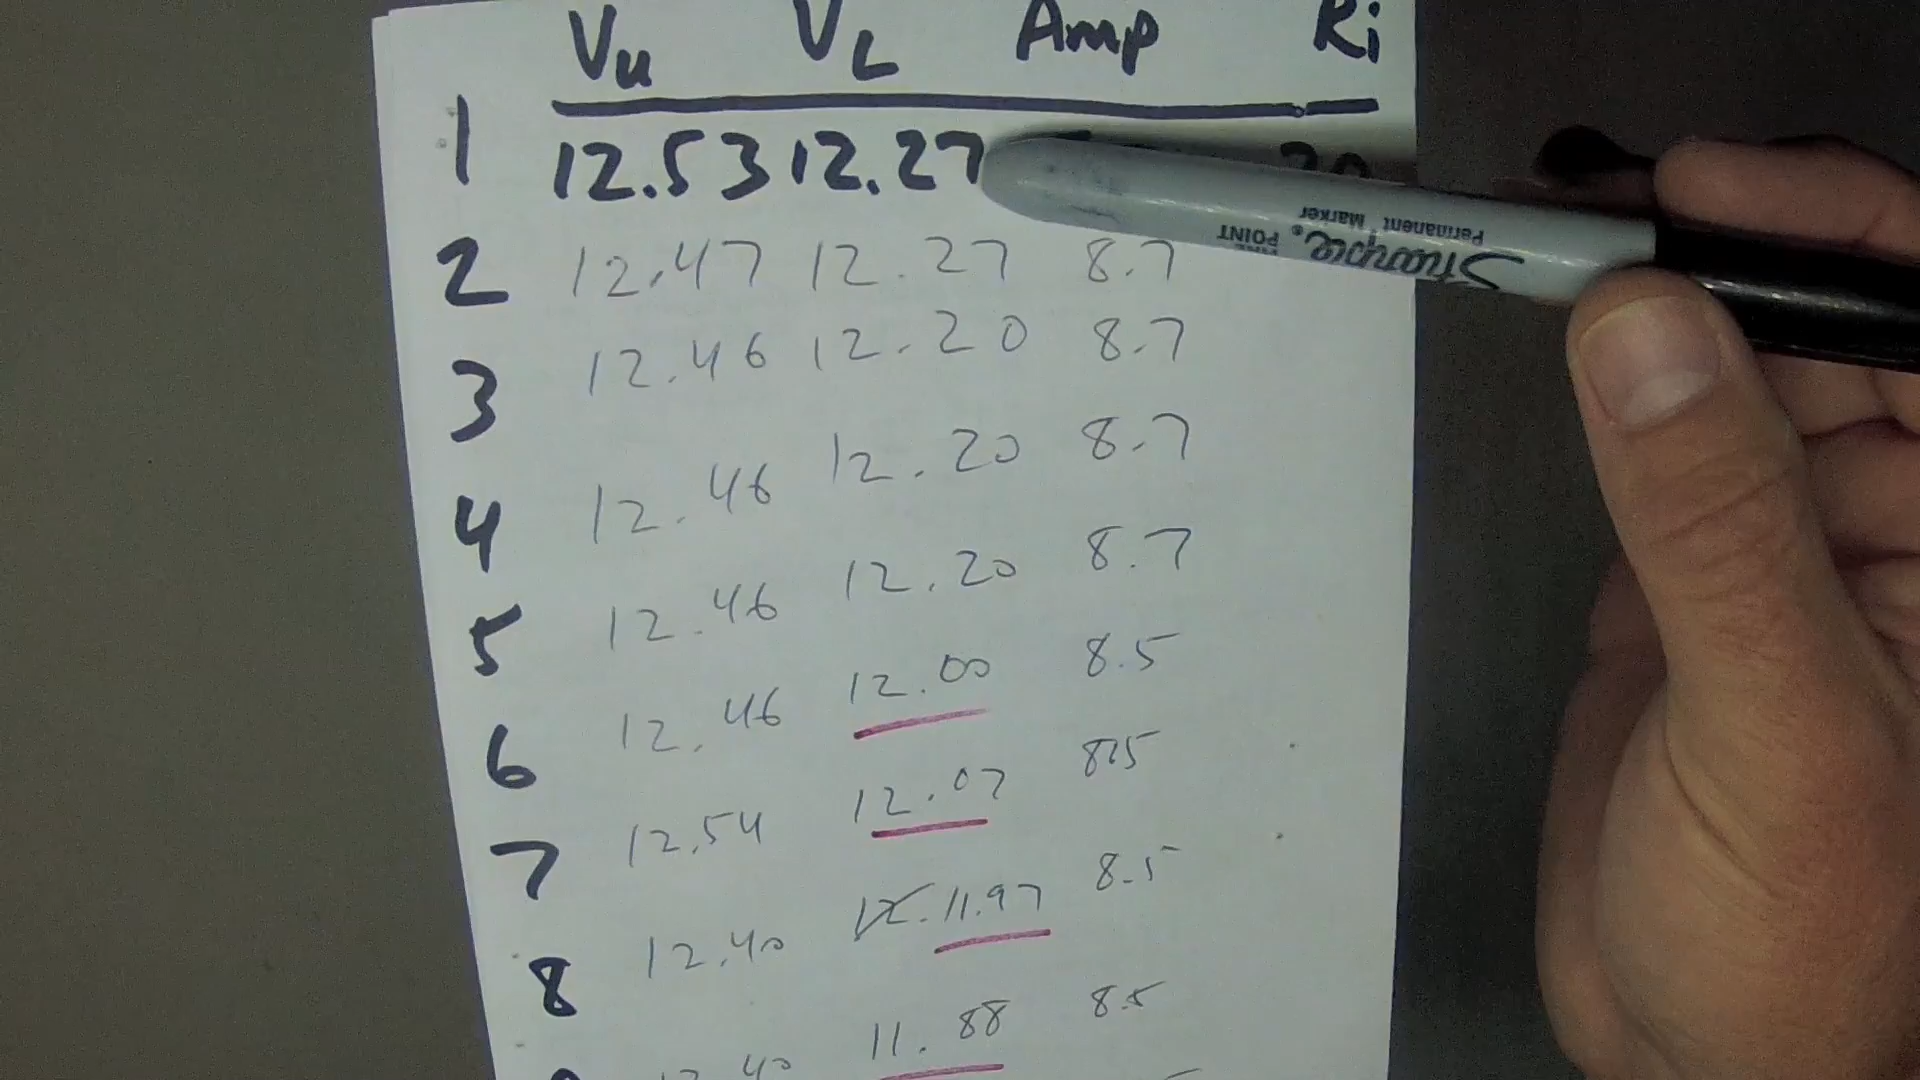 Vu VL Amp Ri
1 12.53 12.27
2 12.47 12.27 8.7
3 12.46 12.20 8.7
4 12.46 12.20 8.7
5 12.46 12.20 8.7
6 12.46 12.00 8.5
7 12.54 12.07 8.5
8 12.40 11.97 8.5
12.40 11.88 8.5
Sharpie
FINE POINT Permanent Marker